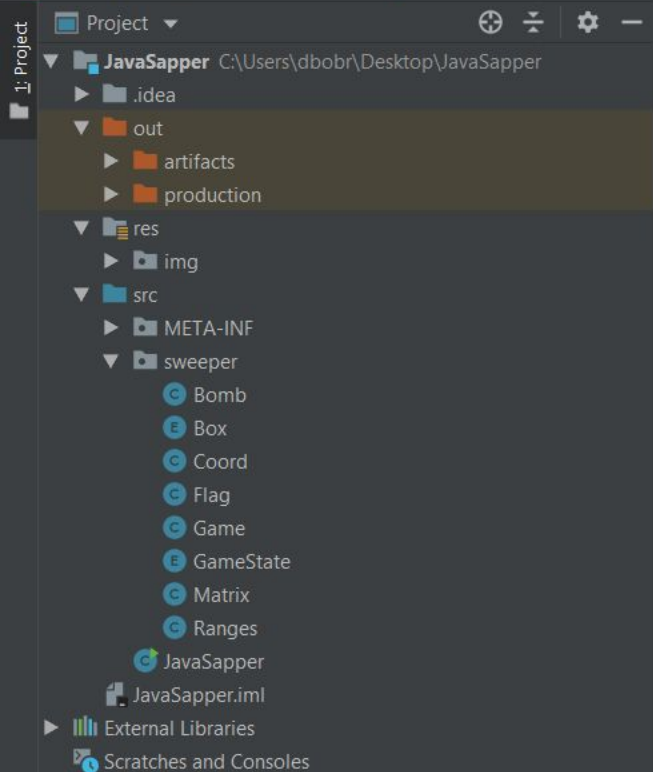 Project
1: Project
JavaSapper C:\Users\dbobr\Desktop\JavaSapper
.idea
out
artifacts
production
res
img
src
META-INF
sweeper
C Bomb
E Box
C Coord
C Flag
C Game
E GameState
C Matrix
C Ranges
C JavaSapper
JavaSapper.iml
External Libraries
Scratches and Consoles